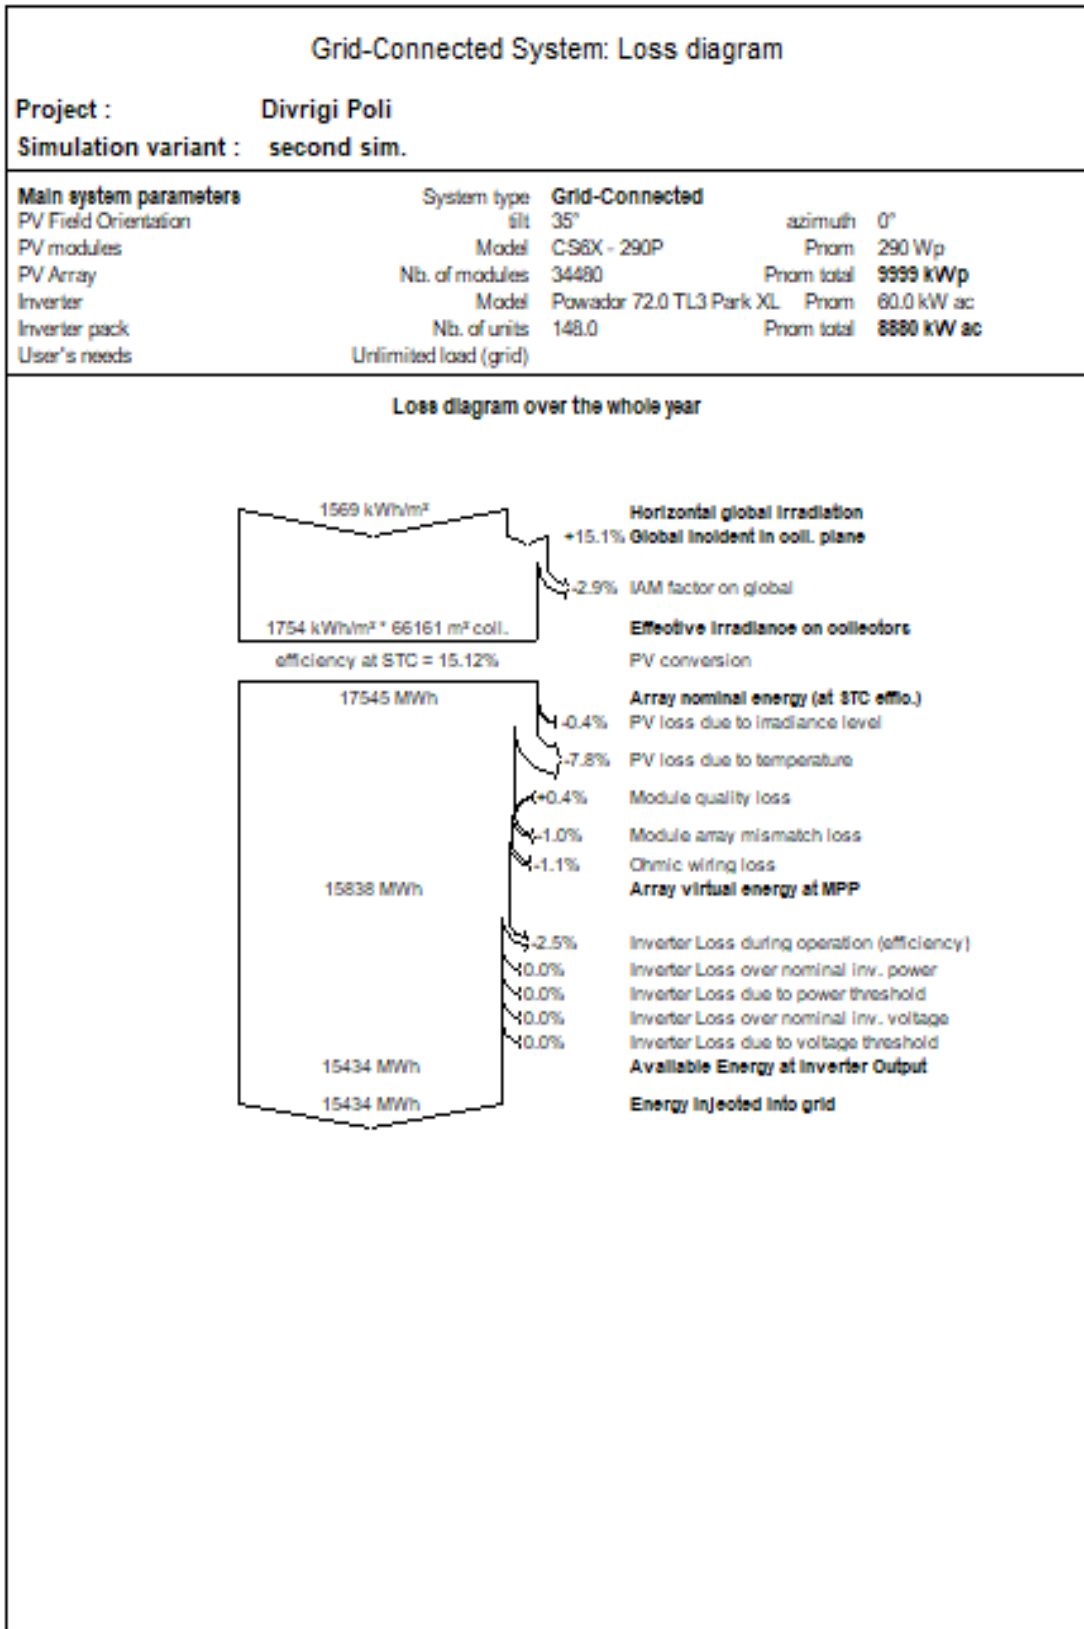 Grid-Connected System: Loss diagram
Project : Divrigi Poli
Simulation variant : second sim.
Main system parameters System type Grid-Connected
PV Field Orientation tilt 35° azimuth 0°
PV modules Model CS6X - 290P Pnom 290 Wp
PV Array Nb. of modules 34480 Pnom total 9999 kWp
Inverter Model Powador 72.0 TL3 Park XL Pnom 60.0 kW ac
Inverter pack Nb. of units 148.0 Pnom total 8880 kW ac
User's needs Unlimited load (grid)
Loss diagram over the whole year
1569 kWh/m² Horizontal global irradiation
+15.1% Global incident in coll. plane
-2.9% IAM factor on global
1754 kWh/m² * 66161 m² coll. Effective irradiance on collectors
efficiency at STC = 15.12% PV conversion
17545 MWh Array nominal energy (at STC effic.)
-0.4% PV loss due to irradiance level
-7.8% PV loss due to temperature
+0.4% Module quality loss
-1.0% Module array mismatch loss
-1.1% Ohmic wiring loss
15838 MWh Array virtual energy at MPP
-2.5% Inverter Loss during operation (efficiency)
0.0% Inverter Loss over nominal inv. power
0.0% Inverter Loss due to power threshold
0.0% Inverter Loss over nominal inv. voltage
0.0% Inverter Loss due to voltage threshold
15434 MWh Available Energy at Inverter Output
15434 MWh Energy injected into grid